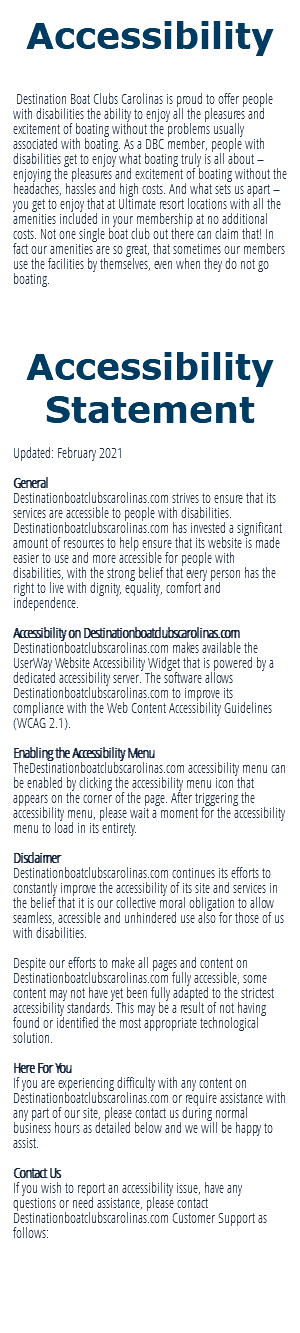 Accessibility
Destination Boat Clubs Carolinas is proud to offer people
with disabilities the ability to enjoy all the pleasures and
excitement of boating without the problems usually
associated with boating. As a DBC member, people with
disabilities get to enjoy what boating truly is all about –
enjoying the pleasures and excitement of boating without the
headaches, hassles and high costs. And what sets us apart –
you get to enjoy that at Ultimate resort locations with all the
amenities included in your membership at no additional
costs. Not one single boat club out there can claim that! In
fact our amenities are so great, that sometimes our members
use the facilities by themselves, even when they do not go
boating.
Accessibility
Statement
Updated: February 2021
General
Destinationboatclubscarolinas.com strives to ensure that its
services are accessible to people with disabilities.
Destinationboatclubscarolinas.com has invested a significant
amount of resources to help ensure that its website is made
easier to use and more accessible for people with
disabilities, with the strong belief that every person has the
right to live with dignity, equality, comfort and
independence.
Accessibility on Destinationboatclubscarolinas.com
Destinationboatclubscarolinas.com makes available the
UserWay Website Accessibility Widget that is powered by a
dedicated accessibility server. The software allows
Destinationboatclubscarolinas.com to improve its
compliance with the Web Content Accessibility Guidelines
(WCAG 2.1).
Enabling the Accessibility Menu
TheDestinationboatclubscarolinas.com accessibility menu can
be enabled by clicking the accessibility menu icon that
appears on the corner of the page. After triggering the
accessibility menu, please wait a moment for the accessibility
menu to load in its entirety.
Disclaimer
Destinationboatclubscarolinas.com continues its efforts to
constantly improve the accessibility of its site and services in
the belief that it is our collective moral obligation to allow
seamless, accessible and unhindered use also for those of us
with disabilities.
Despite our efforts to make all pages and content on
Destinationboatclubscarolinas.com fully accessible, some
content may not have yet been fully adapted to the strictest
accessibility standards. This may be a result of not having
found or identified the most appropriate technological
solution.
Here For You
If you are experiencing difficulty with any content on
Destinationboatclubscarolinas.com or require assistance with
any part of our site, please contact us during normal
business hours as detailed below and we will be happy to
assist.
Contact Us
If you wish to report an accessibility issue, have any
questions or need assistance, please contact
Destinationboatclubscarolinas.com Customer Support as
follows: